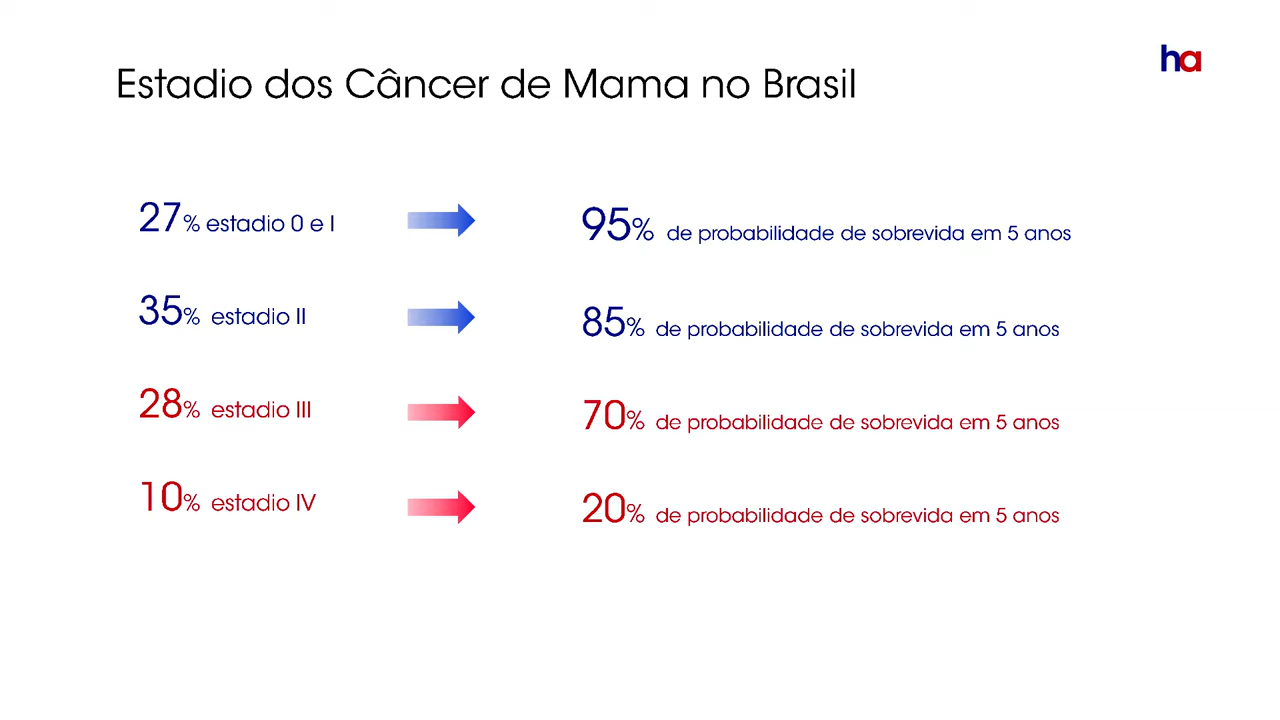 Estadio dos Câncer de Mama no Brasil
ha
27% estadio 0 e I
95% de probabilidade de sobrevida em 5 anos
35% estadio II
85% de probabilidade de sobrevida em 5 anos
28% estadio III
70% de probabilidade de sobrevida em 5 anos
10% estadio IV
20% de probabilidade de sobrevida em 5 anos